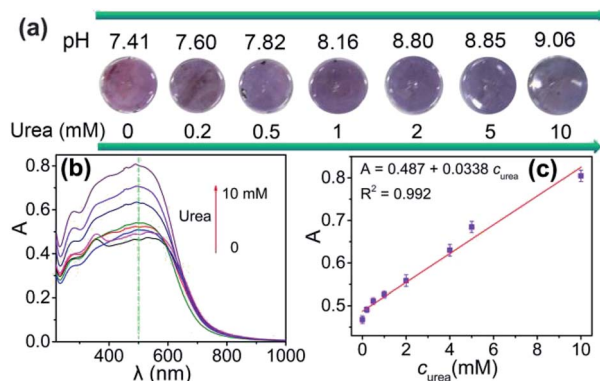 (a)
pH 7.41 7.60 7.82 8.16 8.80 8.85 9.06
Urea (mM) 0 0.2 0.5 1 2 5 10
(b)
A
0.8
0.6
0.4
0.2
0.0
400 600 800 1000
λ (nm)
10 mM
Urea
0
(c)
A = 0.487 + 0.0338 c_urea
R² = 0.992
A
0.8
0.7
0.6
0.5
0.4
0 2 4 6 8 10
c_urea(mM)